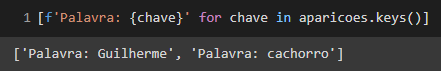 1 [f'Palavra: {chave}' for chave in aparicoes.keys()]
['Palavra: Guilherme', 'Palavra: cachorro']